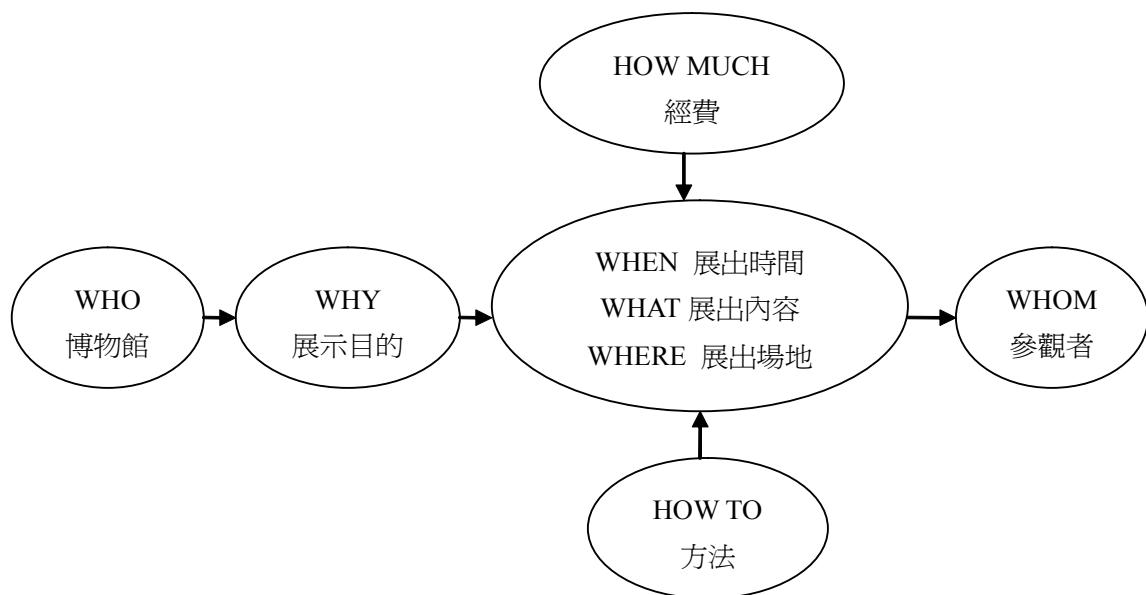 HOW MUCH
經費
WHO
博物館
WHY
展示目的
WHEN 展出時間
WHAT 展出內容
WHERE 展出場地
WHOM
參觀者
HOW TO
方法